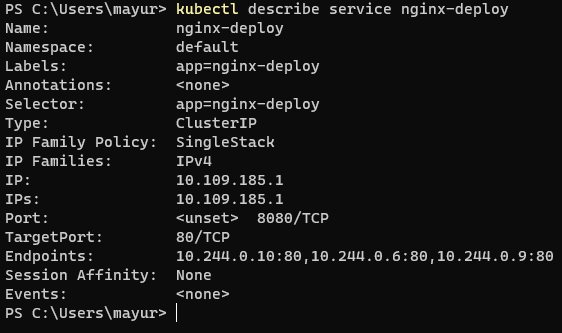 PS C:\Users\mayur> kubectl describe service nginx-deploy
Name:              nginx-deploy
Namespace:         default
Labels:            app=nginx-deploy
Annotations:       <none>
Selector:          app=nginx-deploy
Type:              ClusterIP
IP Family Policy:  SingleStack
IP Families:       IPv4
IP:                10.109.185.1
IPs:               10.109.185.1
Port:              <unset>  8080/TCP
TargetPort:        80/TCP
Endpoints:         10.244.0.10:80,10.244.0.6:80,10.244.0.9:80
Session Affinity:  None
Events:            <none>
PS C:\Users\mayur>